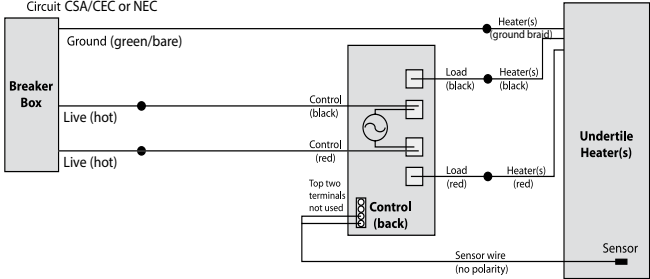 Circuit CSA/CEC or NEC
Heater(s)
(ground braid)
Ground (green/bare)
Breaker
Box
Live (hot)
Live (hot)
Control
(black)
Control
(red)
Load
(black)
Heater(s)
(black)
Load
(red)
Heater(s)
(red)
Undertile
Heater(s)
Top two
terminals
not used
Control
(back)
Sensor wire
(no polarity)
Sensor